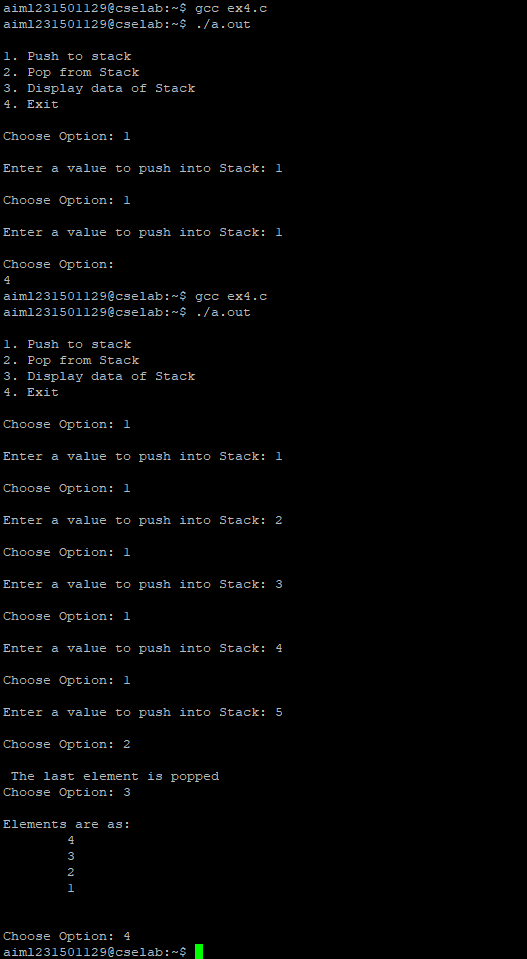 aiml231501129@cselab:~$ gcc ex4.c
aiml231501129@cselab:~$ ./a.out
1. Push to stack
2. Pop from Stack
3. Display data of Stack
4. Exit
Choose Option: 1
Enter a value to push into Stack: 1
Choose Option: 1
Enter a value to push into Stack: 1
Choose Option:
4
aiml231501129@cselab:~$ gcc ex4.c
aiml231501129@cselab:~$ ./a.out
1. Push to stack
2. Pop from Stack
3. Display data of Stack
4. Exit
Choose Option: 1
Enter a value to push into Stack: 1
Choose Option: 1
Enter a value to push into Stack: 2
Choose Option: 1
Enter a value to push into Stack: 3
Choose Option: 1
Enter a value to push into Stack: 4
Choose Option: 1
Enter a value to push into Stack: 5
Choose Option: 2
The last element is popped
Choose Option: 3
Elements are as:
4
3
2
1
Choose Option: 4
aiml231501129@cselab:~$